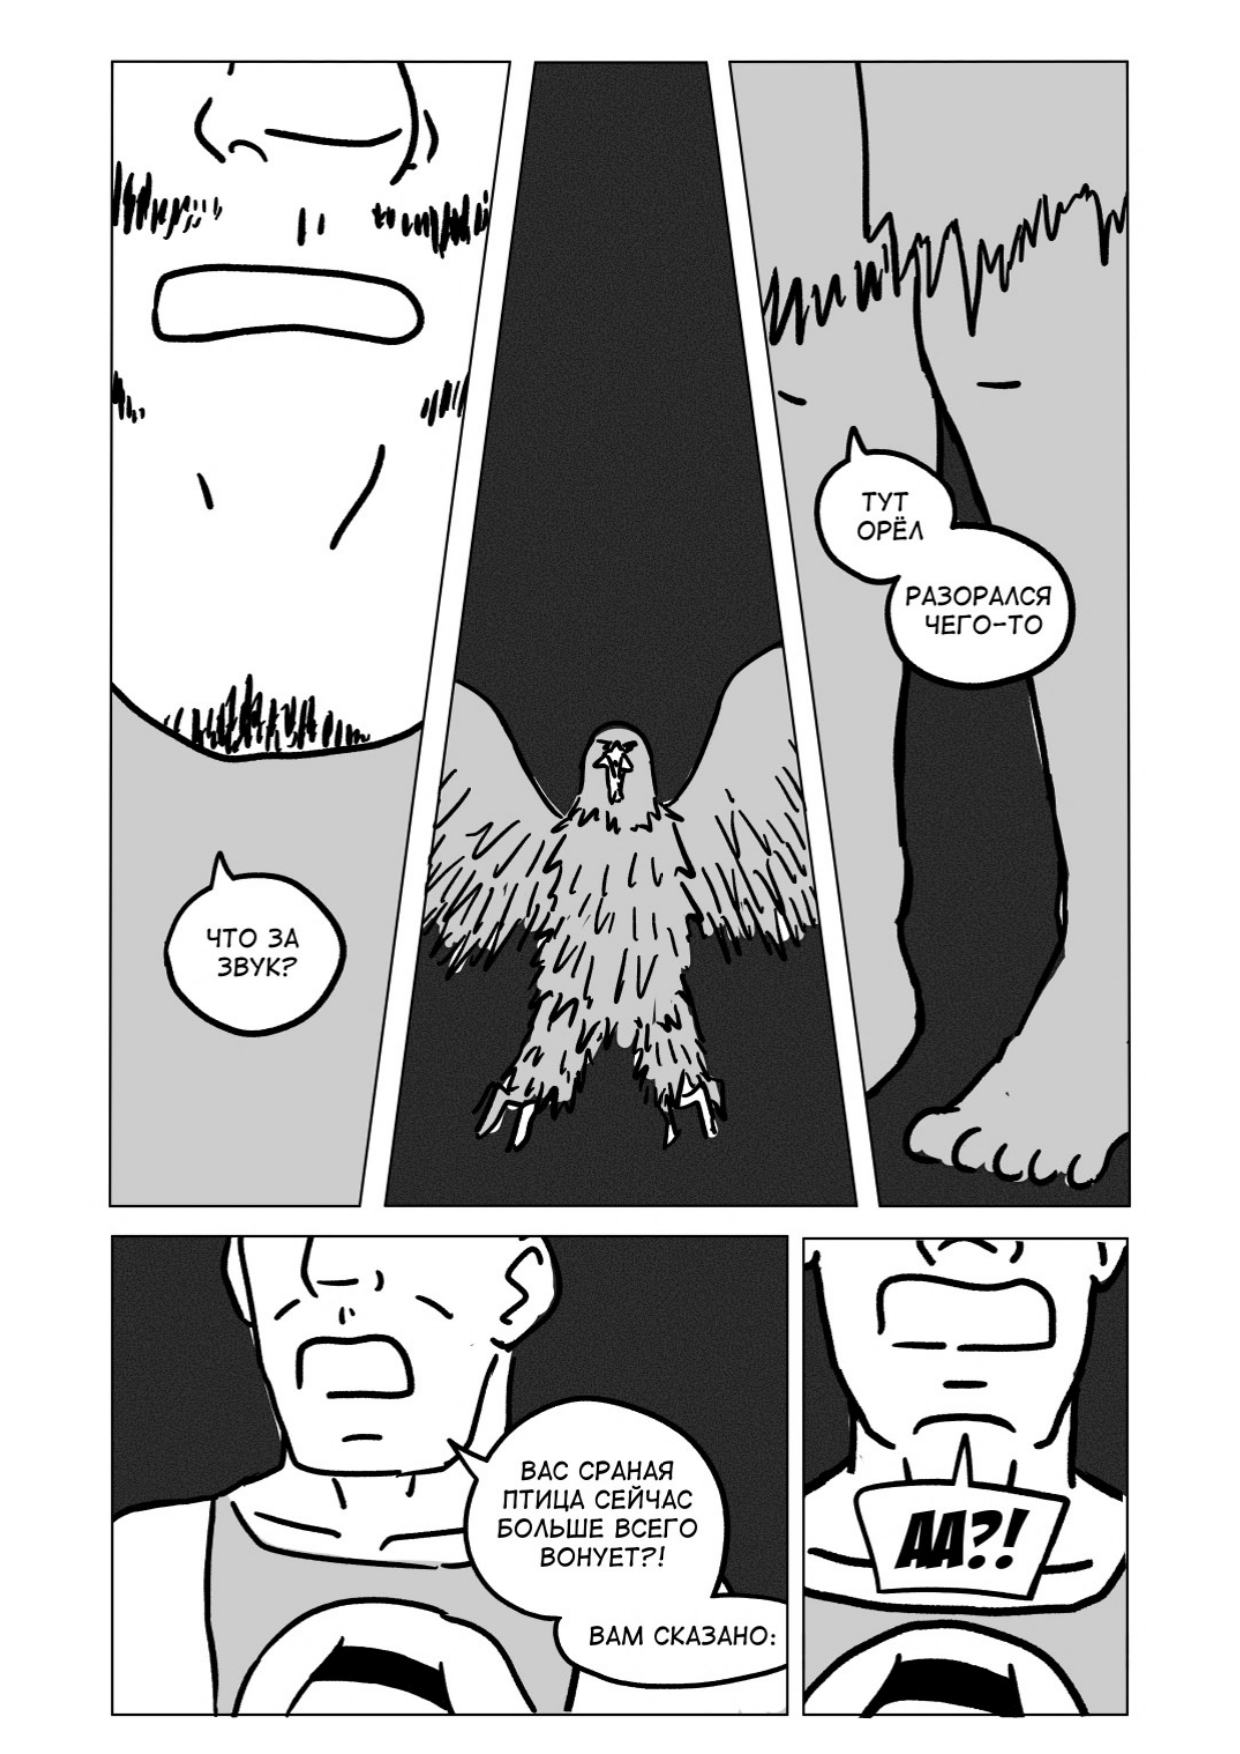 ЧТО ЗА
ЗВУК?
ТУТ
ОРЁЛ
РАЗОРАЛСЯ
ЧЕГО-ТО
ВАС СРАНАЯ
ПТИЦА СЕЙЧАС
БОЛЬШЕ ВСЕГО
ВОНУЕТ?!
ВАМ СКАЗАНО:
АА?!